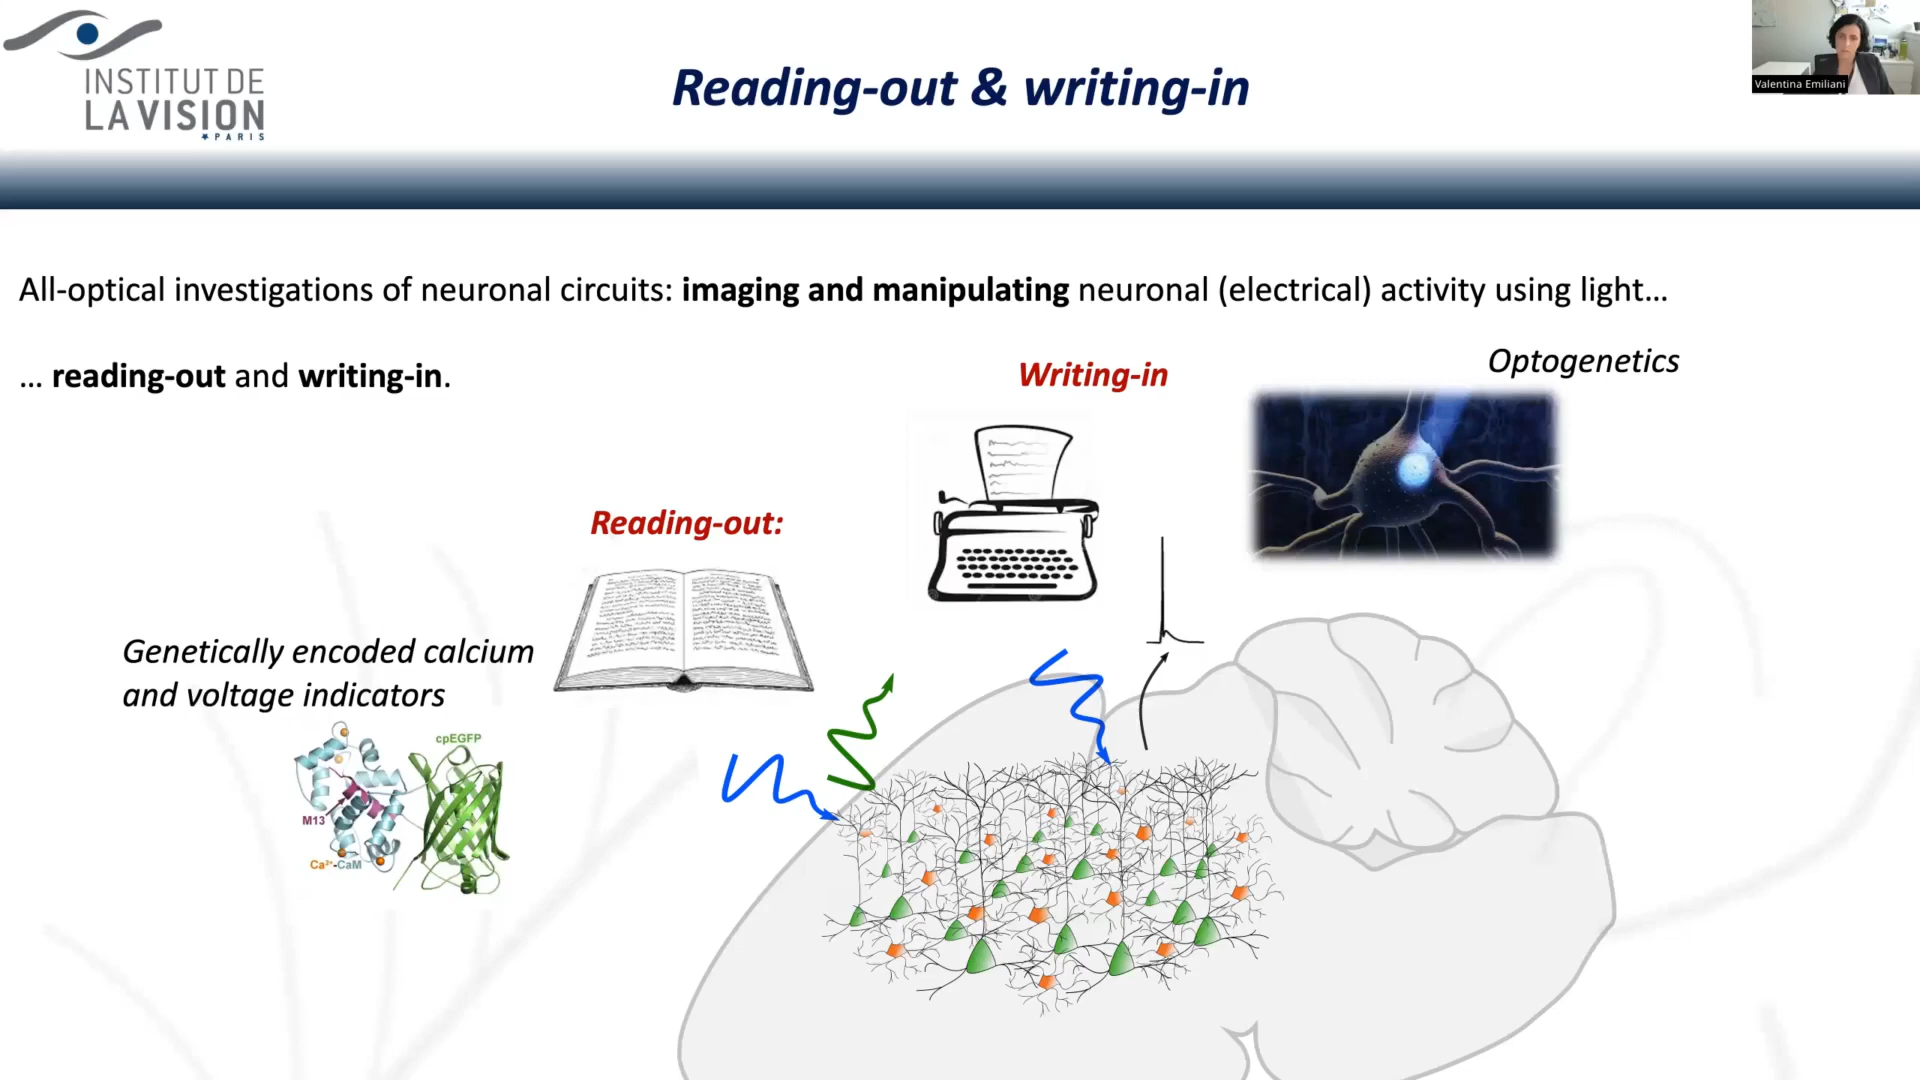 INSTITUT DE
LA VISION
PARIS
Reading-out & writing-in
Valentina Emiliani
All-optical investigations of neuronal circuits: imaging and manipulating neuronal (electrical) activity using light...
... reading-out and writing-in.
Writing-in
Optogenetics
Reading-out:
Genetically encoded calcium
and voltage indicators
cpEGFP
M13
Ca²⁺-CaM